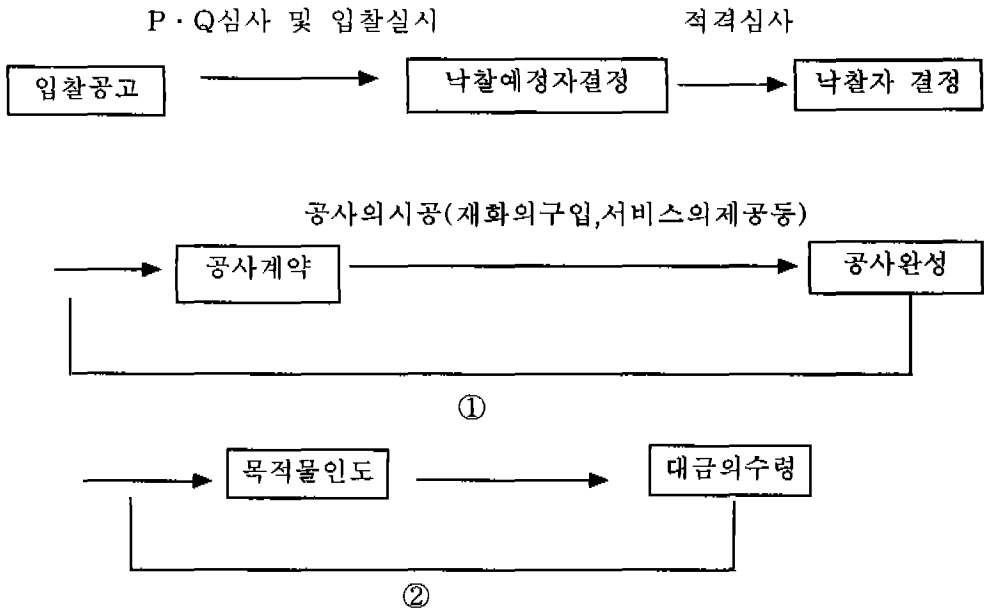 P·Q심사 및 입찰실시 적격심사
입찰공고 낙찰예정자결정 낙찰자 결정
공사의시공(재화의구입,서비스의제공등)
공사계약 공사완성
①
목적물인도 대금의수령
②